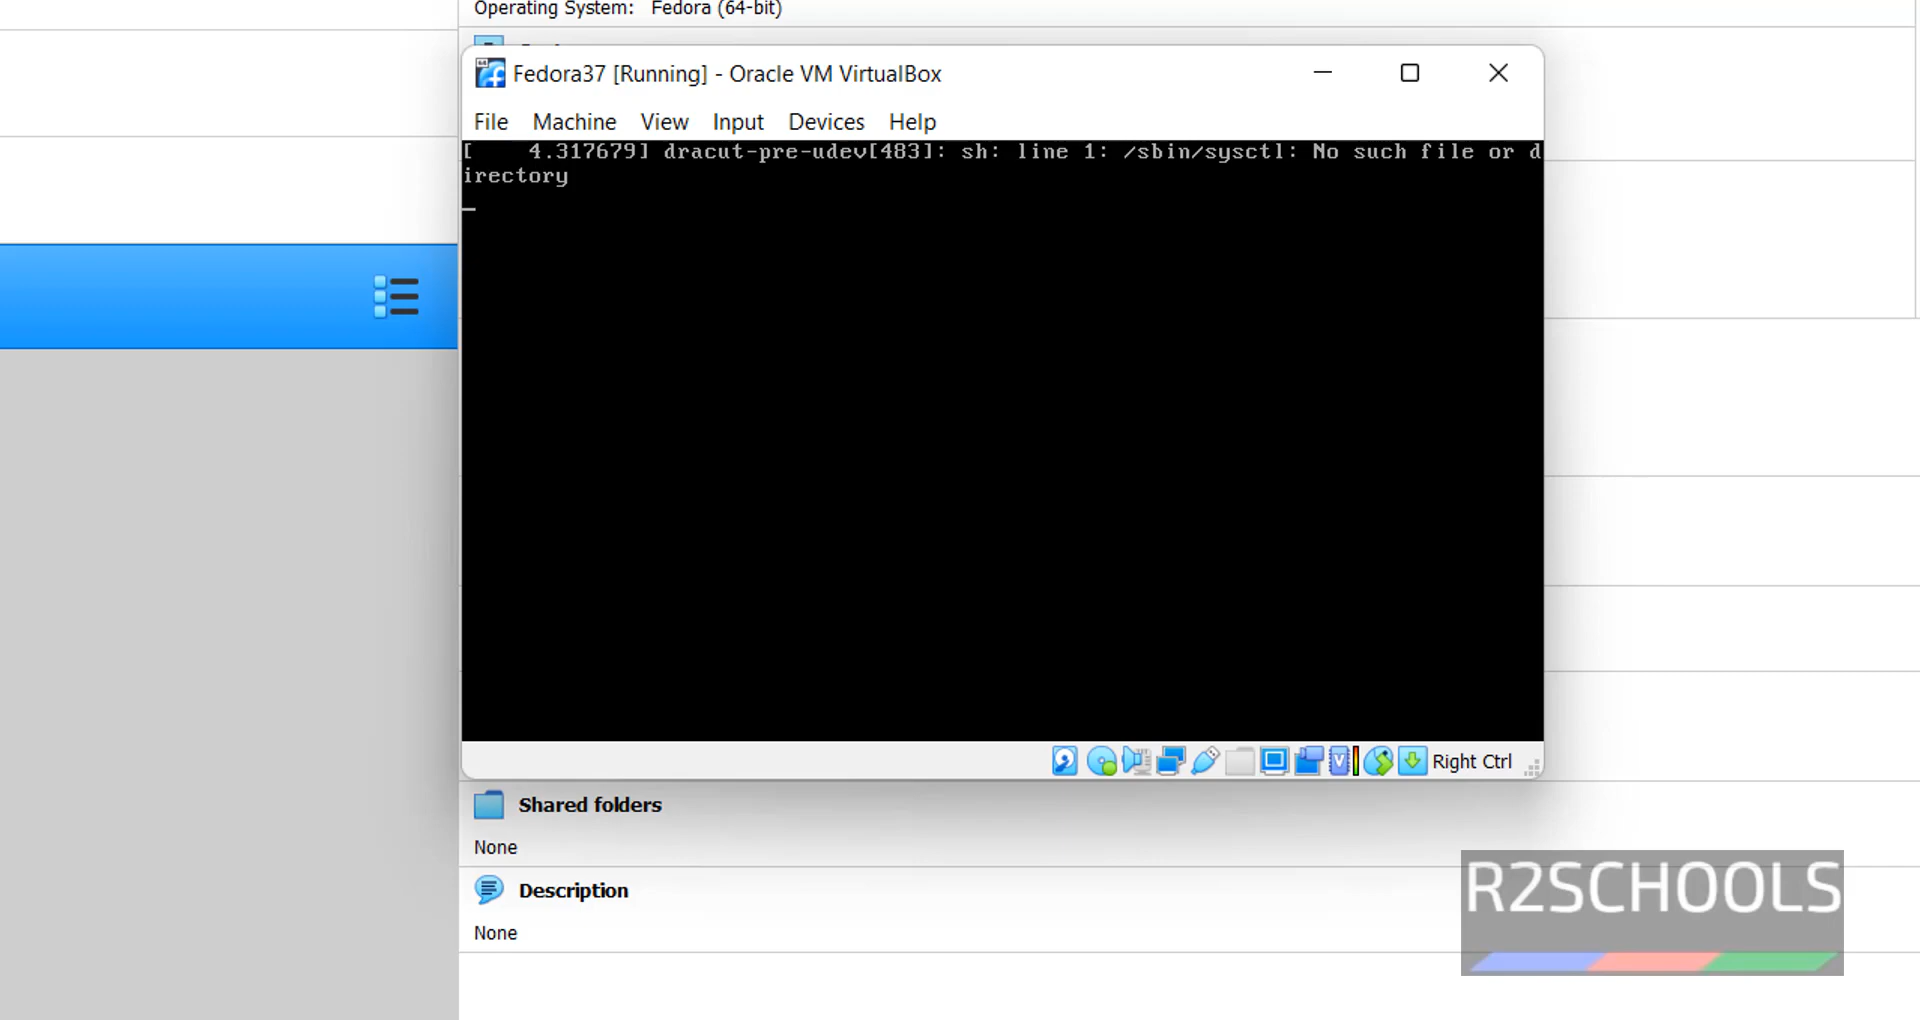 Operating System: Fedora (64-bit)
Fedora37 [Running] - Oracle VM VirtualBox
File Machine View Input Devices Help
[    4.317679] dracut-pre-udev[483]: sh: line 1: /sbin/sysctl: No such file or d
irectory
Right Ctrl
Shared folders
None
Description
None
R2SCHOOLS